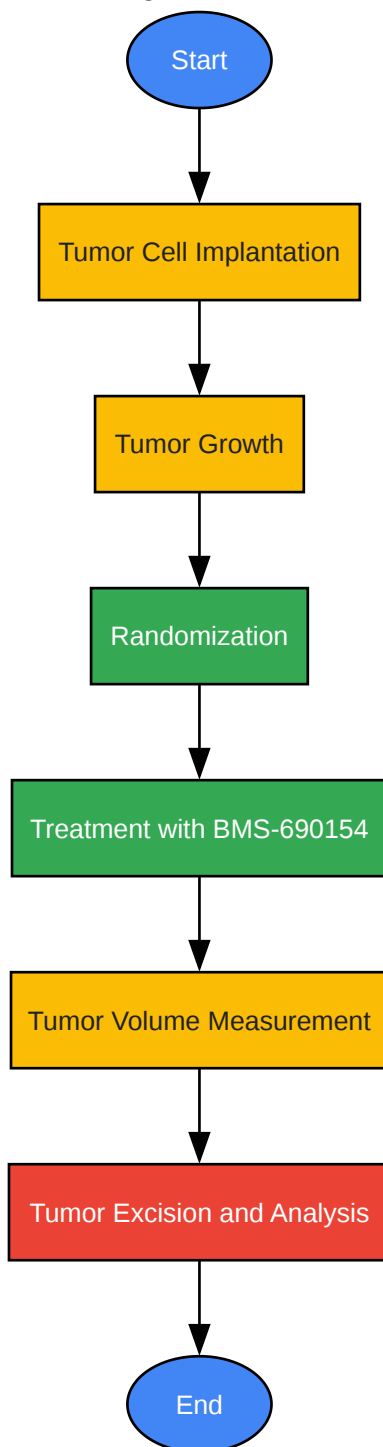 Start
Tumor Cell Implantation
Tumor Growth
Randomization
Treatment with BMS-690154
Tumor Volume Measurement
Tumor Excision and Analysis
End